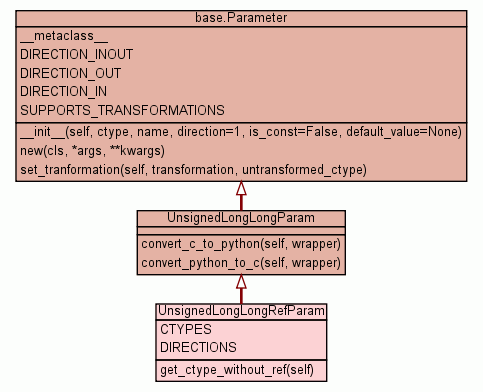 base.Parameter
__metaclass__
DIRECTION_INOUT
DIRECTION_OUT
DIRECTION_IN
SUPPORTS_TRANSFORMATIONS
__init__(self, ctype, name, direction=1, is_const=False, default_value=None)
new(cls, *args, **kwargs)
set_tranformation(self, transformation, untransformed_ctype)
UnsignedLongLongParam
convert_c_to_python(self, wrapper)
convert_python_to_c(self, wrapper)
UnsignedLongLongRefParam
CTYPES
DIRECTIONS
get_ctype_without_ref(self)